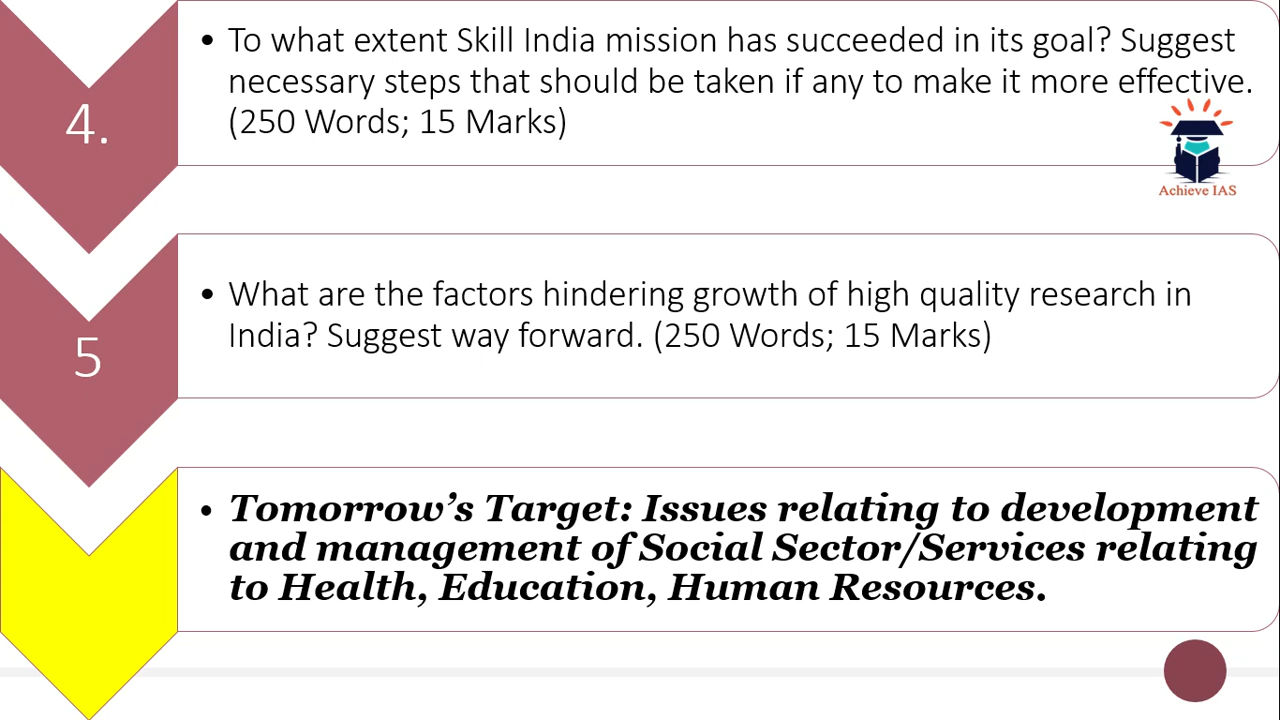 4.
• To what extent Skill India mission has succeeded in its goal? Suggest
necessary steps that should be taken if any to make it more effective.
(250 Words; 15 Marks)
Achieve IAS
5
• What are the factors hindering growth of high quality research in
India? Suggest way forward. (250 Words; 15 Marks)
• Tomorrow’s Target: Issues relating to development
and management of Social Sector/Services relating
to Health, Education, Human Resources.